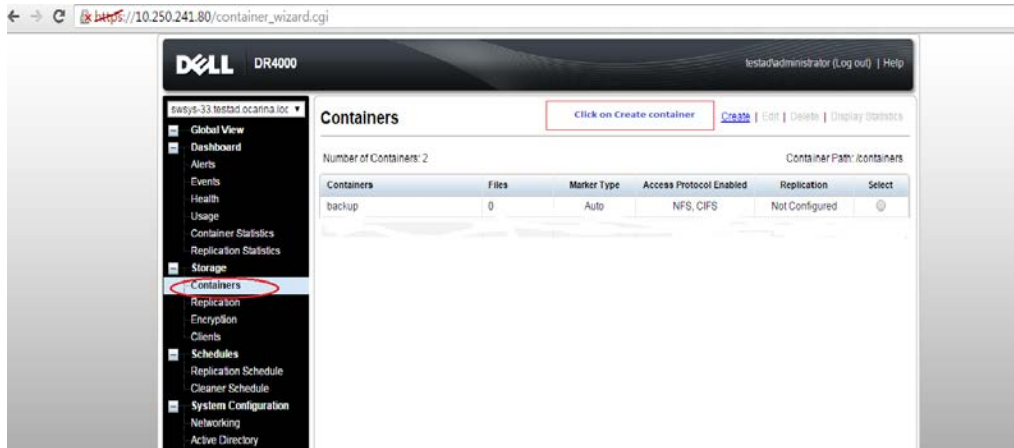 https://10.250.241.80/container_wizard.cgi
DELL DR4000
testad\administrator (Log out) | Help
swsys-33.testad.ocarina.loc
Global View
Dashboard
Alerts
Events
Health
Usage
Container Statistics
Replication Statistics
Storage
Containers
Replication
Encryption
Clients
Schedules
Replication Schedule
Cleaner Schedule
System Configuration
Networking
Active Directory
Containers
Click on Create container
Create | Edit | Delete | Display Statistics
Number of Containers: 2
Container Path: /containers
Containers Files Marker Type Access Protocol Enabled Replication Select
backup 0 Auto NFS, CIFS Not Configured